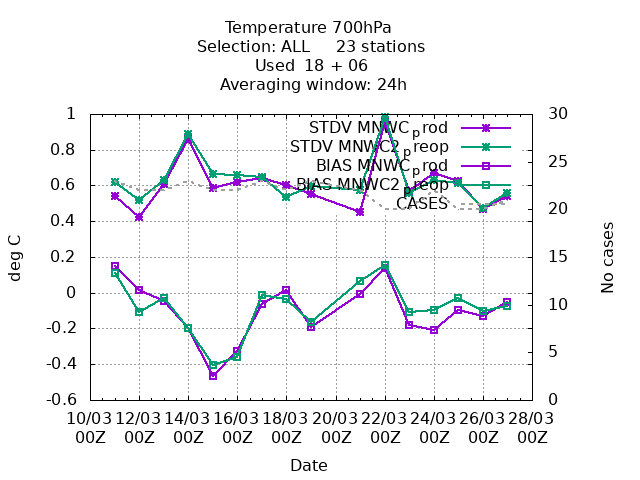 Temperature 700hPa
Selection: ALL 23 stations
Used 18 + 06
Averaging window: 24h
1
0.8
0.6
0.4
0.2
0
-0.2
-0.4
-0.6
deg C
30
25
20
15
10
5
0
No cases
STDV MNWC_prod
STDV MNWC2_preop
BIAS MNWC_prod
BIAS MNWC2_preop
CASES
10/03 12/03 14/03 16/03 18/03 20/03 22/03 24/03 26/03 28/03
00Z 00Z 00Z 00Z 00Z 00Z 00Z 00Z 00Z 00Z
Date